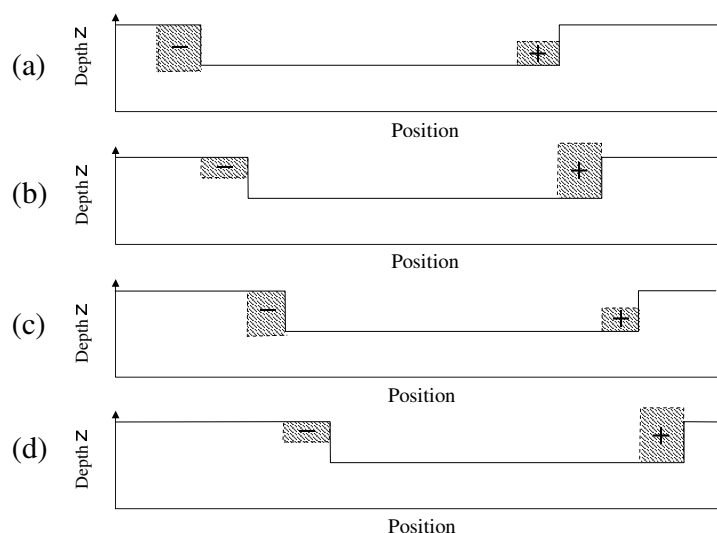 (a)
Depth Z
−
+
Position
(b)
Depth Z
−
+
Position
(c)
Depth Z
−
+
Position
(d)
Depth Z
−
+
Position